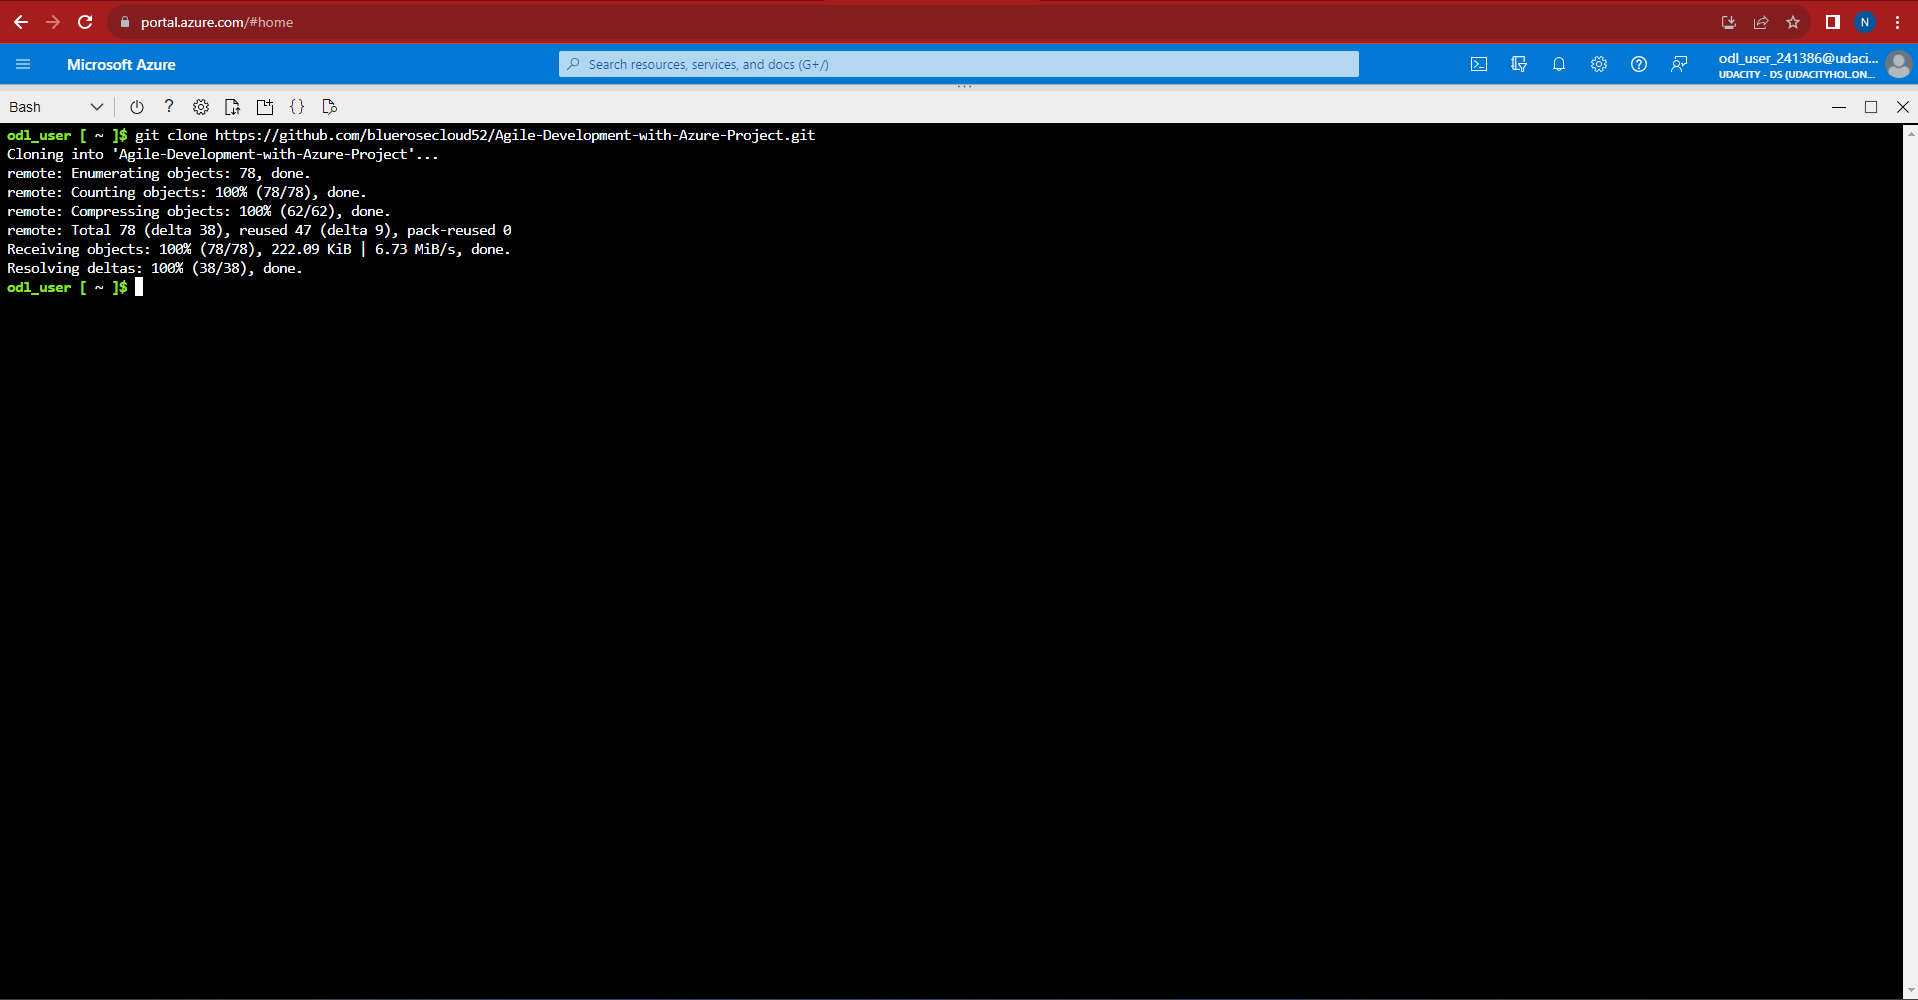 portal.azure.com/#home
N
Microsoft Azure
Search resources, services, and docs (G+/)
odl_user_241386@udaci...
UDACITY - DS (UDACITYHOL.ON...
Bash
odl_user [ ~ ]$ git clone https://github.com/bluerosecloud52/Agile-Development-with-Azure-Project.git
Cloning into 'Agile-Development-with-Azure-Project'...
remote: Enumerating objects: 78, done.
remote: Counting objects: 100% (78/78), done.
remote: Compressing objects: 100% (62/62), done.
remote: Total 78 (delta 38), reused 47 (delta 9), pack-reused 0
Receiving objects: 100% (78/78), 222.09 KiB | 6.73 MiB/s, done.
Resolving deltas: 100% (38/38), done.
odl_user [ ~ ]$